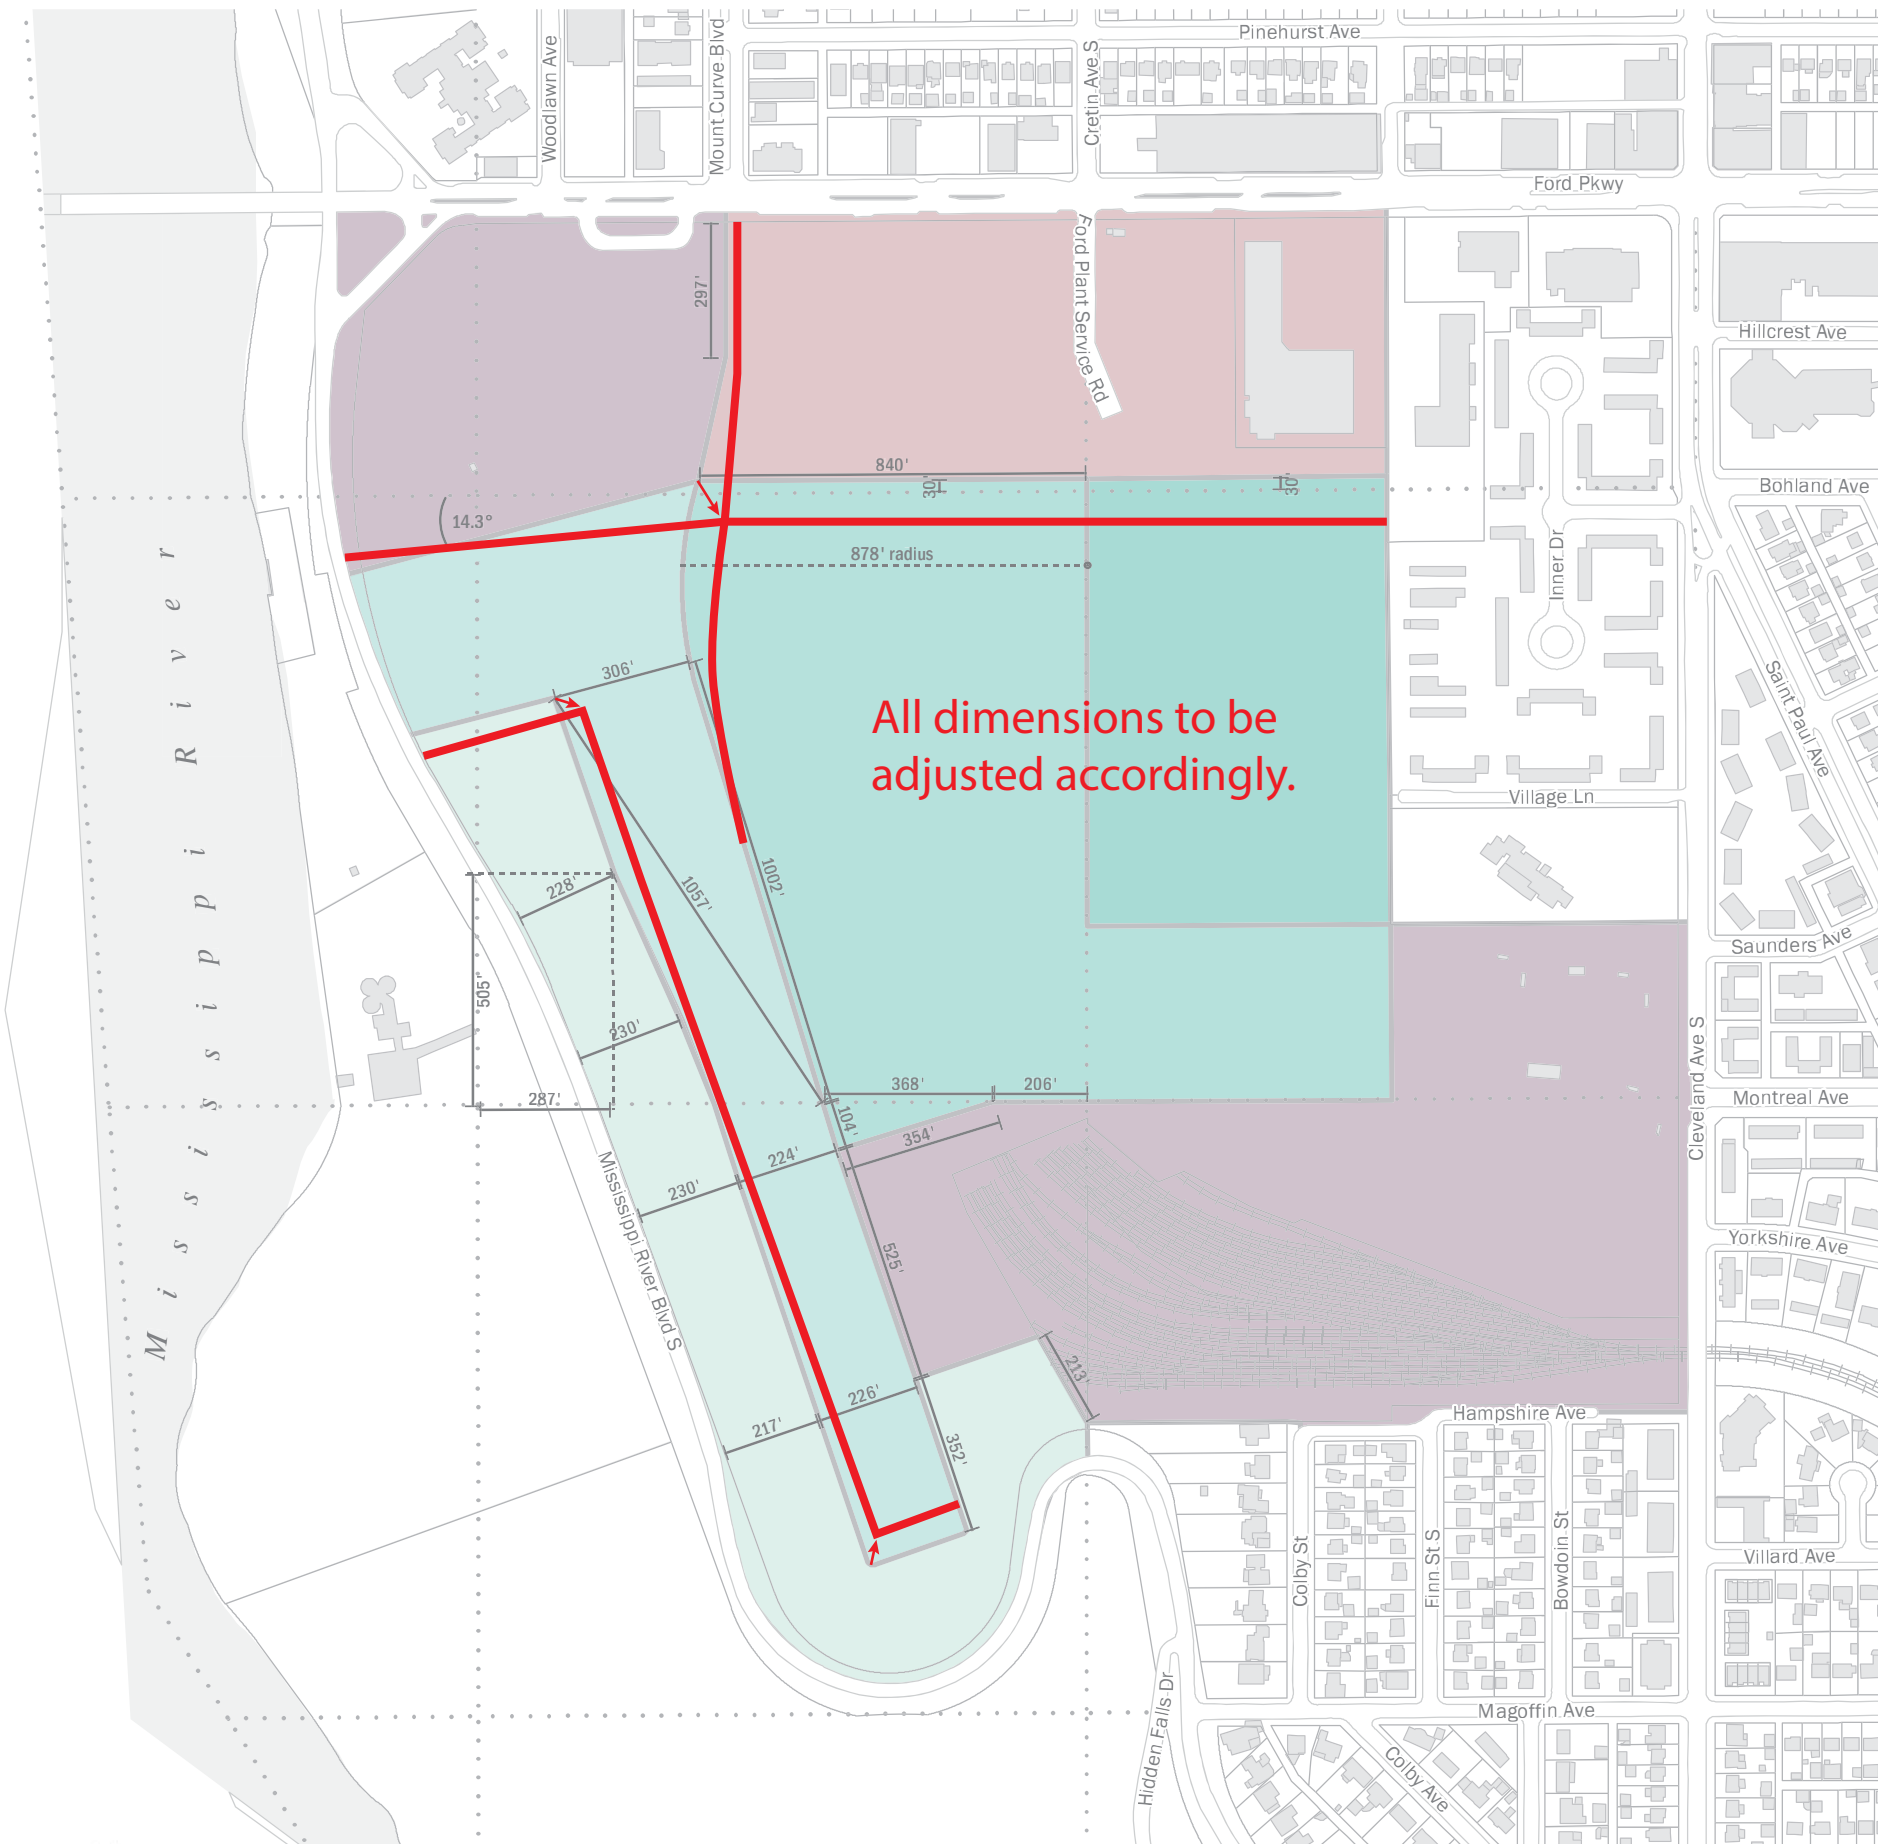 Pinehurst Ave
Woodlawn Ave
Mount Curve Blvd
Cretin Ave S
Ford Pkwy
Ford Plant Service Rd
297'
Hillcrest Ave
840'
30'
30'
Bohland Ave
14.3°
878' radius
Inner Dr
Mississippi River
306'
Saint Paul Ave
All dimensions to be
adjusted accordingly.
Village Ln
228'
1057'
1002'
Saunders Ave
505'
230'
287'
368'
206'
104'
354'
Cleveland Ave S
Montreal Ave
224'
230'
Mississippi River Blvd S
525'
Yorkshire Ave
213'
226'
217'
352'
Hampshire Ave
Colby St
Finn St S
Bowdoin St
Villard Ave
Hidden Falls Dr
Magoffin Ave
Colby Ave